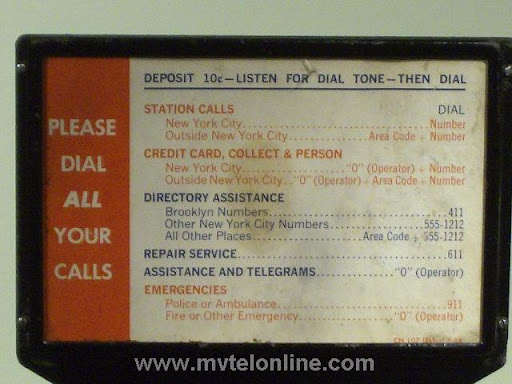 PLEASE
DIAL
ALL
YOUR
CALLS
DEPOSIT 10¢—LISTEN FOR DIAL TONE—THEN DIAL
STATION CALLS DIAL
New York City Number
Outside New York City Area Code + Number
CREDIT CARD, COLLECT & PERSON
New York City "O" (Operator) + Number
Outside New York City "O" (Operator) + Area Code + Number
DIRECTORY ASSISTANCE
Brooklyn Numbers 411
Other New York City Numbers 555-1212
All Other Places Area Code + 555-1212
REPAIR SERVICE 611
ASSISTANCE AND TELEGRAMS "O" (Operator)
EMERGENCIES
Police or Ambulance 911
Fire or Other Emergency "O" (Operator)
www.mvtelonline.com